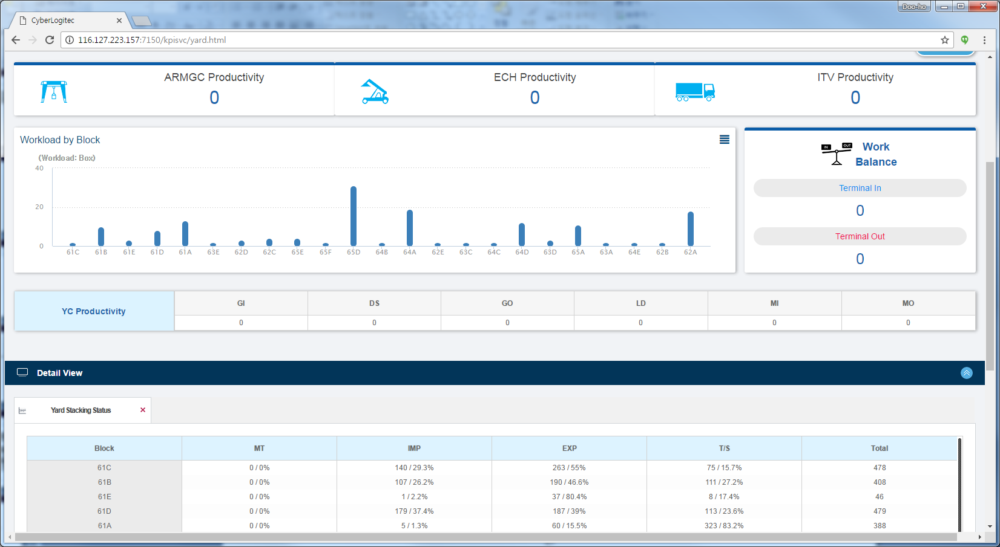 Doo-ho
CyberLogitec
116.127.223.157:7150/kpisvc/yard.html
ARMGC Productivity
0
ECH Productivity
0
ITV Productivity
0
Workload by Block
(Workload: Box)
40
20
0
61C 61B 61E 61D 61A 63E 62D 62C 65E 65F 65D 64B 64A 62E 63C 64C 64D 63D 65A 63A 64E 62B 62A
IN OUT
Work
Balance
Terminal In
0
Terminal Out
0
YC Productivity
GI DS GO LD MI MO
0 0 0 0 0 0
Detail View
Yard Stacking Status
Block MT IMP EXP T/S Total
61C 0 / 0% 140 / 29.3% 263 / 55% 75 / 15.7% 478
61B 0 / 0% 107 / 26.2% 190 / 46.6% 111 / 27.2% 408
61E 0 / 0% 1 / 2.2% 37 / 80.4% 8 / 17.4% 46
61D 0 / 0% 179 / 37.4% 187 / 39% 113 / 23.6% 479
61A 0 / 0% 5 / 1.3% 60 / 15.5% 323 / 83.2% 388